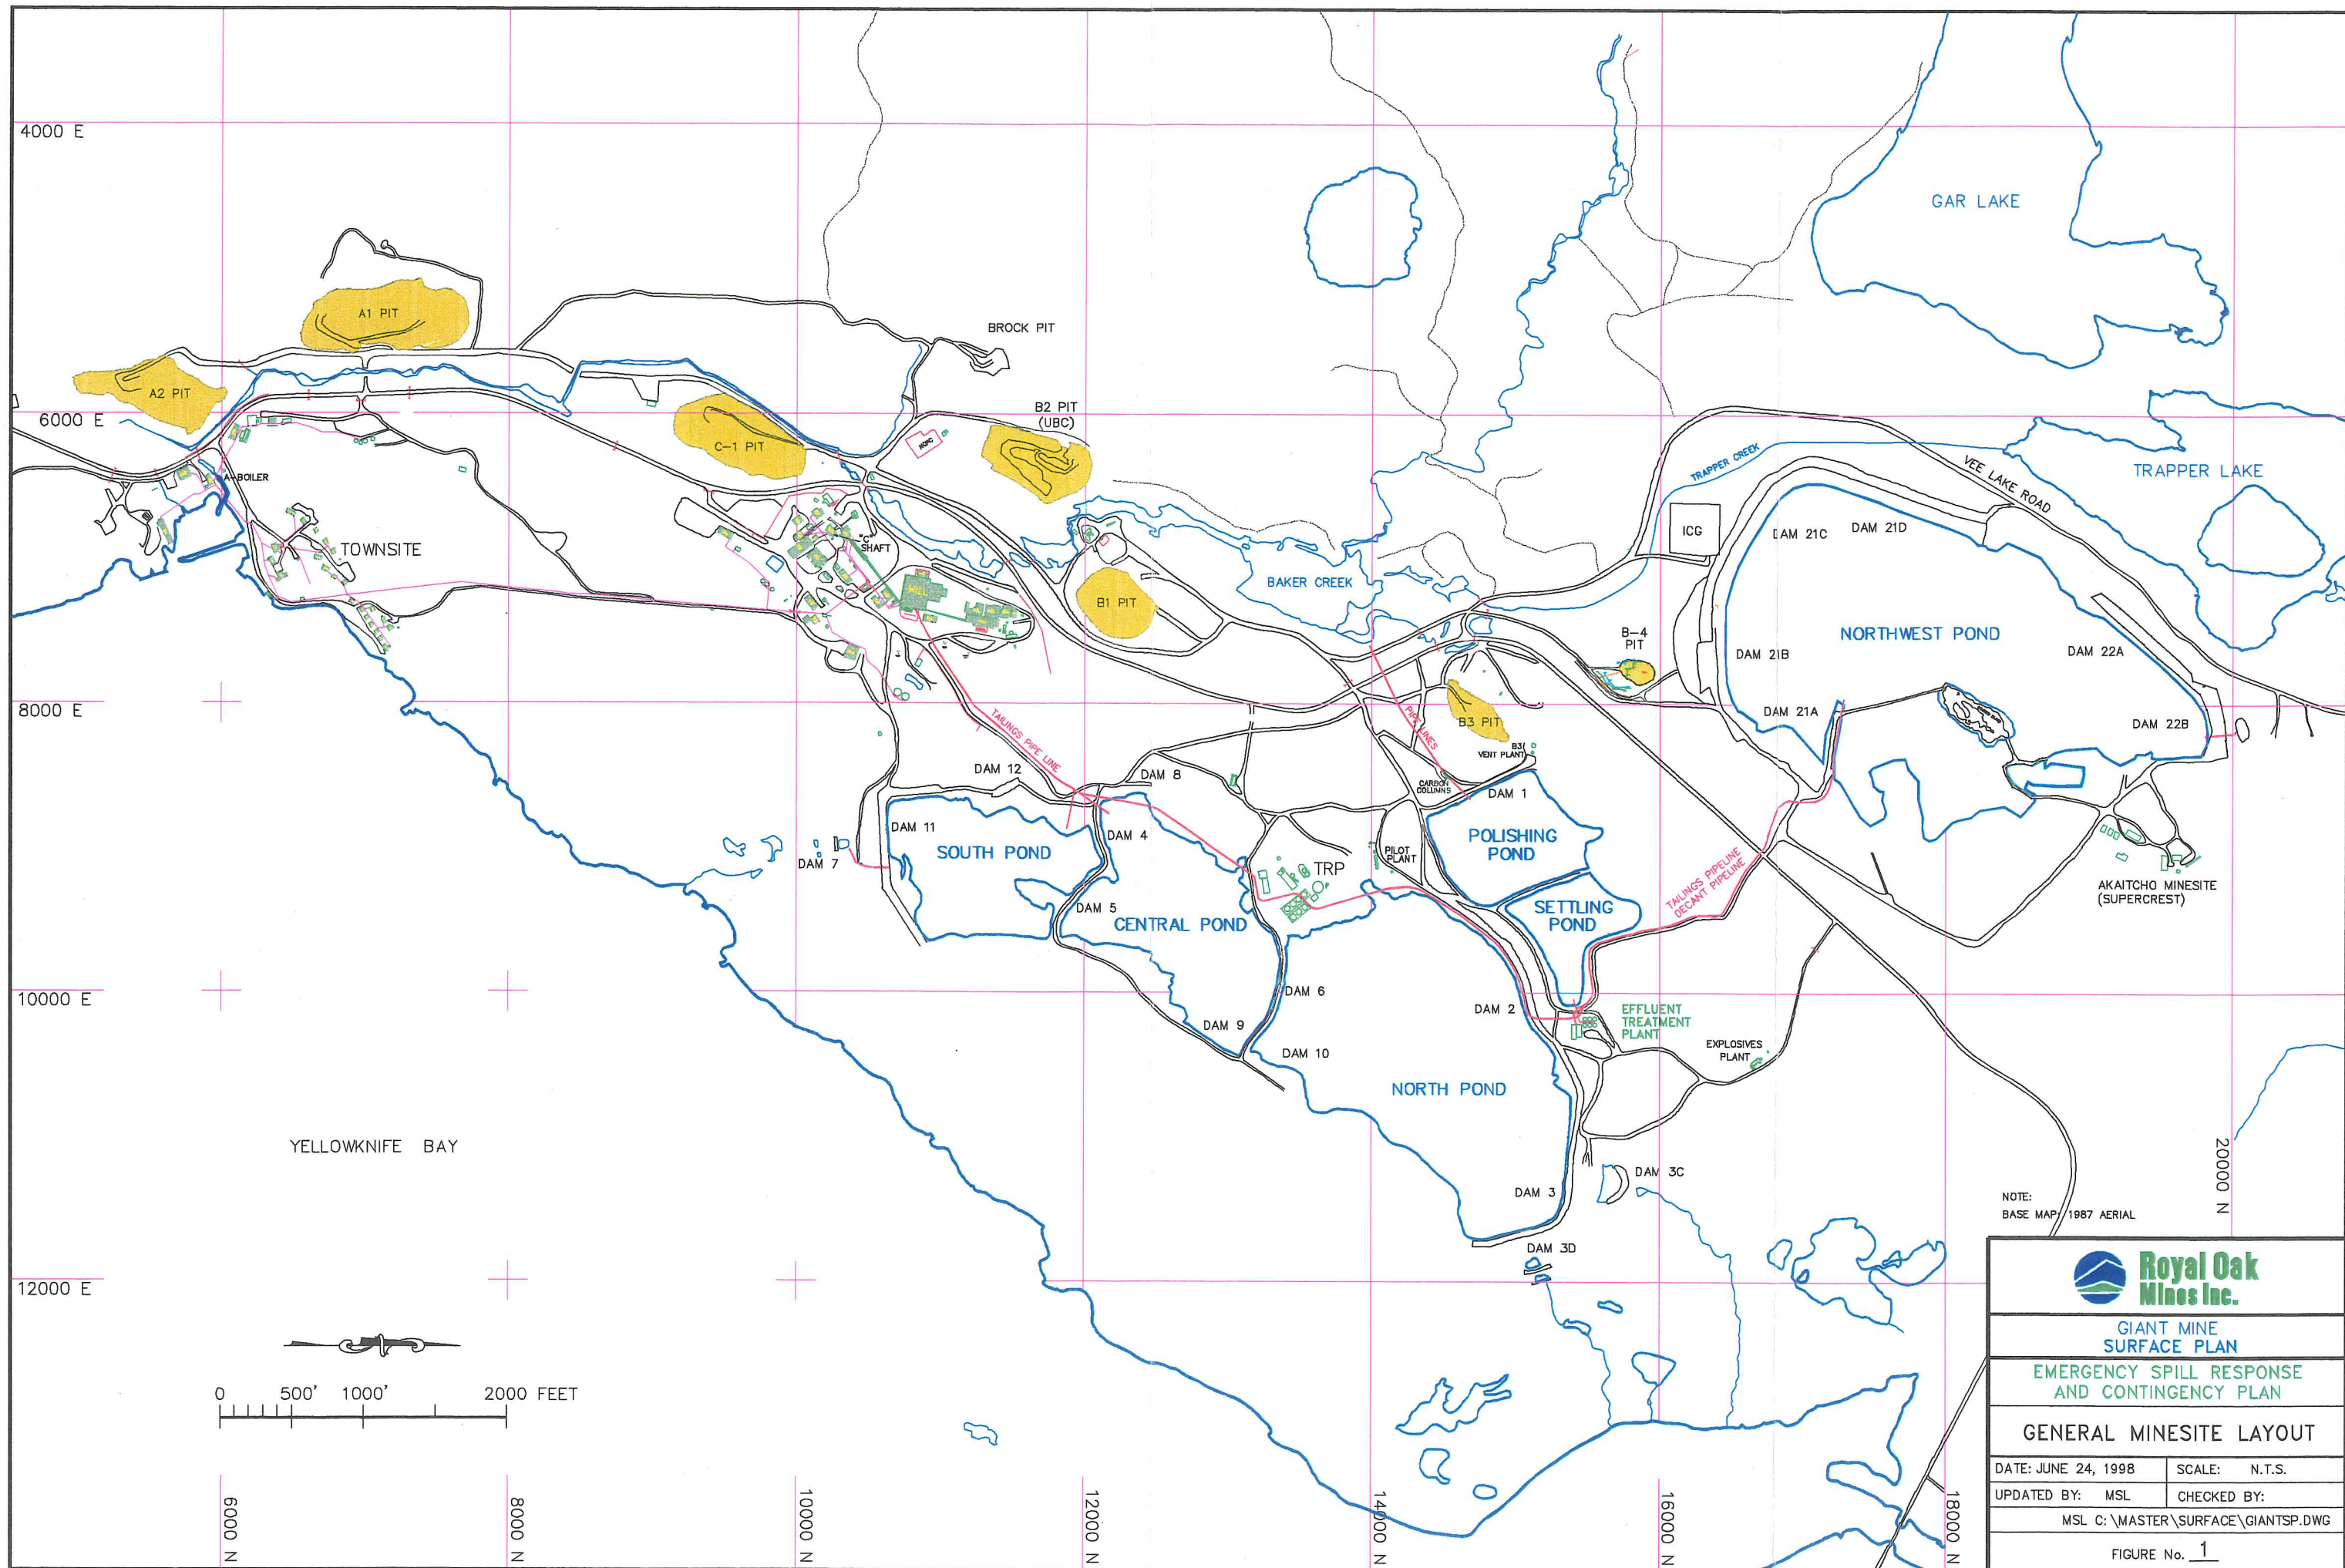 4000 E
GAR LAKE
A1 PIT
BROCK PIT
A2 PIT
6000 E
B2 PIT
(UBC)
C-1 PIT
TRAPPER CREEK
VEE LAKE ROAD
TRAPPER LAKE
A-BOILER
ICG
DAM 21C
DAM 21D
TOWNSITE
"C"
SHAFT
BAKER CREEK
MILL
B1 PIT
B-4
PIT
NORTHWEST POND
DAM 21B
DAM 22A
8000 E
TAILINGS PIPE LINE
PIPE LINES
B3 PIT
DAM 21A
DAM 22B
B3
VENT PLANT
DAM 12
DAM 8
CARBON
COLUMNS
DAM 1
DAM 11
DAM 4
SOUTH POND
POLISHING
POND
DAM 7
PILOT
PLANT
TRP
TAILINGS PIPELINE
DECANT PIPELINE
AKAITCHO MINESITE
(SUPERCREST)
DAM 5
CENTRAL POND
SETTLING
POND
10000 E
DAM 6
DAM 2
EFFLUENT
TREATMENT
PLANT
DAM 9
DAM 10
EXPLOSIVES
PLANT
NORTH POND
YELLOWKNIFE BAY
DAM 3C
DAM 3
20000 N
NOTE:
BASE MAP: 1987 AERIAL
DAM 3D
12000 E
0 500' 1000' 2000 FEET
6000 N
8000 N
10000 N
12000 N
14000 N
16000 N
18000 N
Royal Oak
Mines Inc.
GIANT MINE
SURFACE PLAN
EMERGENCY SPILL RESPONSE
AND CONTINGENCY PLAN
GENERAL MINESITE LAYOUT
DATE: JUNE 24, 1998 SCALE: N.T.S.
UPDATED BY: MSL CHECKED BY:
MSL C:\MASTER\SURFACE\GIANTSP.DWG
FIGURE No. 1